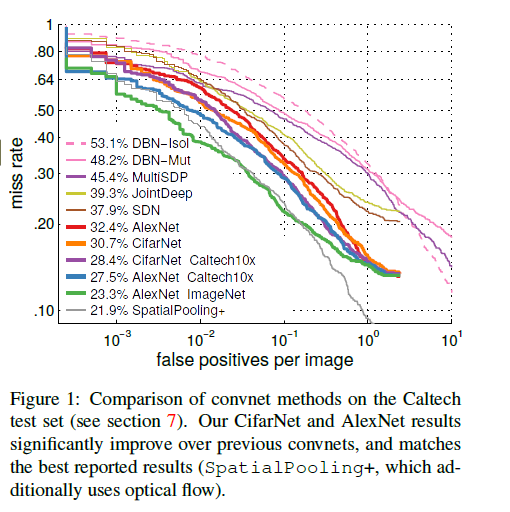 1
.80
.64
.50
.40
.30
.20
.10
miss rate
53.1% DBN−Isol
48.2% DBN−Mut
45.4% MultiSDP
39.3% JointDeep
37.9% SDN
32.4% AlexNet
30.7% CifarNet
28.4% CifarNet Caltech10x
27.5% AlexNet Caltech10x
23.3% AlexNet ImageNet
21.9% SpatialPooling+
10⁻³ 10⁻² 10⁻¹ 10⁰ 10¹
false positives per image
Figure 1: Comparison of convnet methods on the Caltech
test set (see section 7). Our CifarNet and AlexNet results
significantly improve over previous convnets, and matches
the best reported results (SpatialPooling+, which ad-
ditionally uses optical flow).